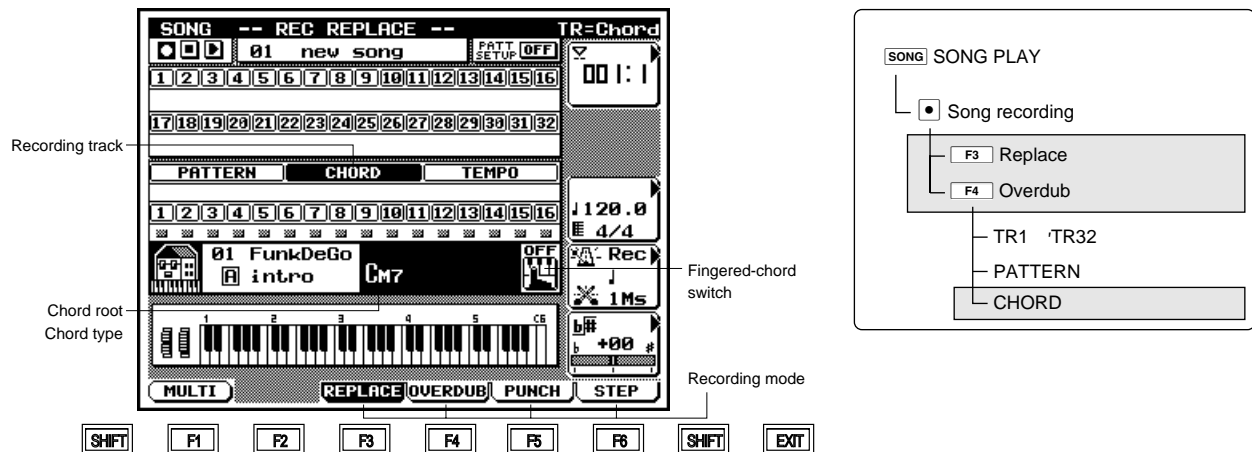 SONG -- REC REPLACE -- TR=Chord
01 new song PATT SETUP OFF
001:1
1 2 3 4 5 6 7 8 9 10 11 12 13 14 15 16
17 18 19 20 21 22 23 24 25 26 27 28 29 30 31 32
Recording track
PATTERN CHORD TEMPO
1 2 3 4 5 6 7 8 9 10 11 12 13 14 15 16
♩120.0
4/4
01 FunkDeGo
A intro
CM7
OFF
Rec
♩
1Ms
Fingered-chord
switch
Chord root
Chord type
1 2 3 4 5 C6
b#
b +00 #
MULTI REPLACE OVERDUB PUNCH STEP
Recording mode
SHIFT F1 F2 F3 F4 F5 F6 SHIFT EXIT
SONG SONG PLAY
Song recording
F3 Replace
F4 Overdub
TR1 'TR32
PATTERN
CHORD